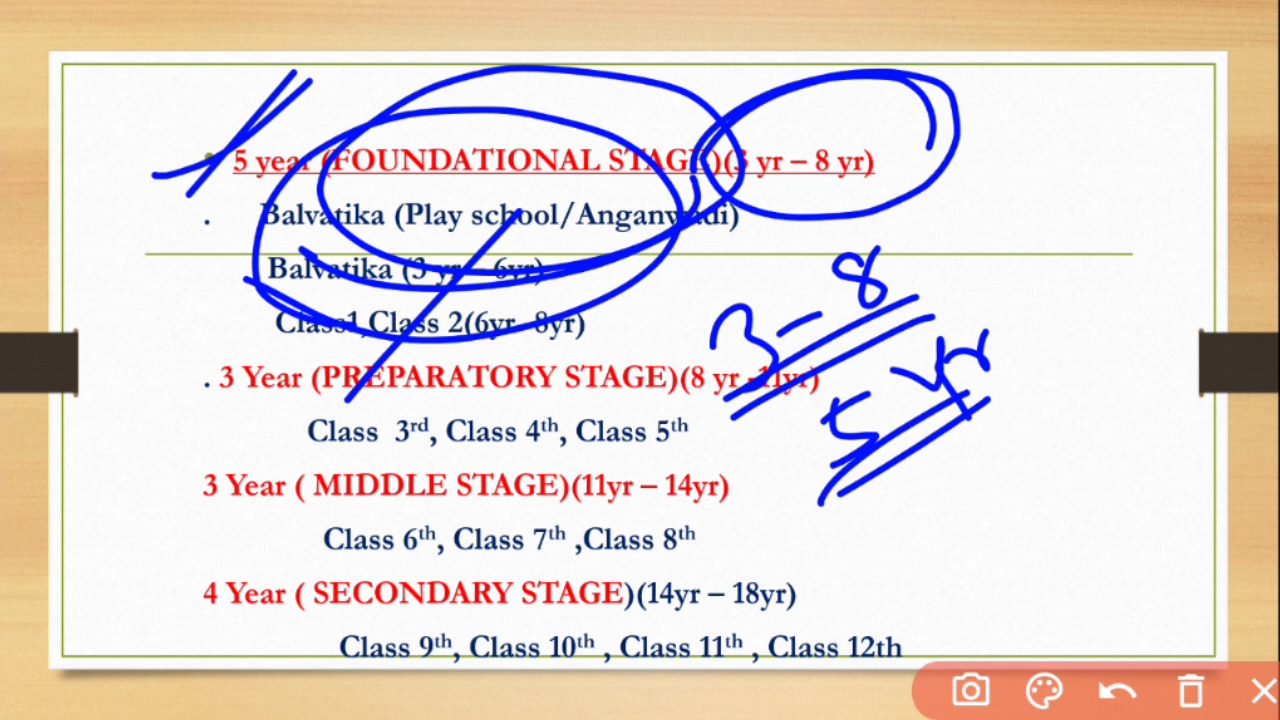 • 5 year (FOUNDATIONAL STAGE)(3 yr – 8 yr)
. Balvatika (Play school/Anganwadi)
Balvatika (3 yr – 6yr)
Class1,Class 2(6yr- 8yr)
3 - 8
. 3 Year (PREPARATORY STAGE)(8 yr -11yr)
5 yr
Class 3rd, Class 4th, Class 5th
3 Year ( MIDDLE STAGE)(11yr – 14yr)
Class 6th, Class 7th ,Class 8th
4 Year ( SECONDARY STAGE)(14yr – 18yr)
Class 9th, Class 10th , Class 11th , Class 12th